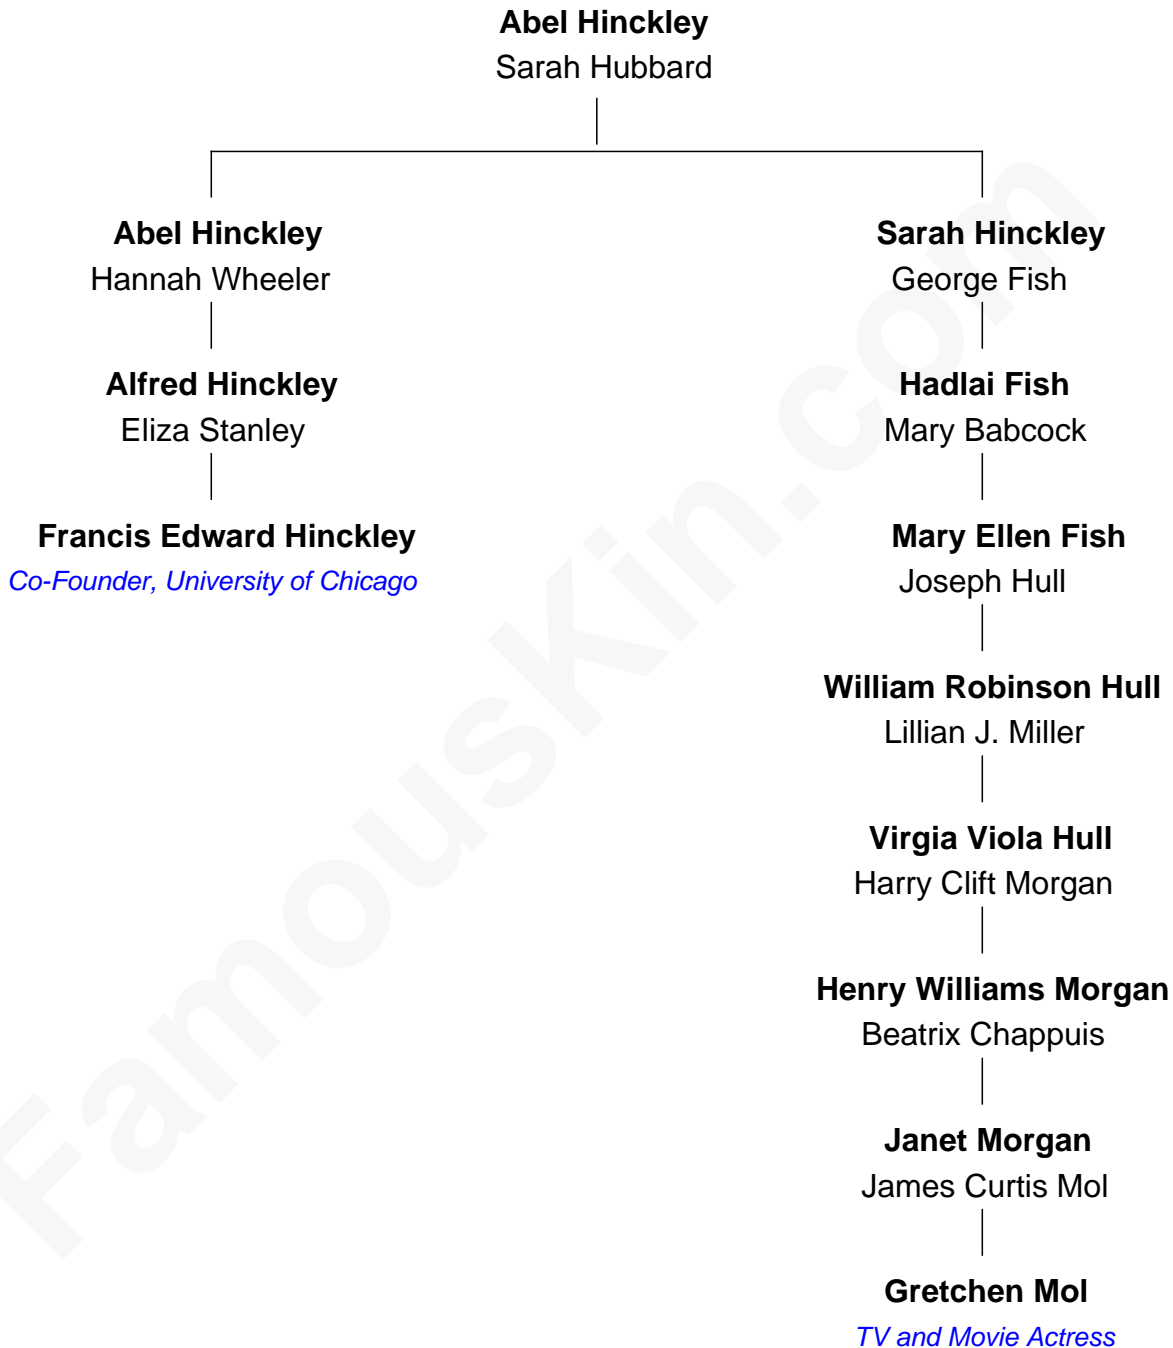 Abel Hinckley
Sarah Hubbard
Abel Hinckley
Hannah Wheeler
Alfred Hinckley
Eliza Stanley
Francis Edward Hinckley
Co-Founder, University of Chicago
Sarah Hinckley
George Fish
Hadlai Fish
Mary Babcock
Mary Ellen Fish
Joseph Hull
William Robinson Hull
Lillian J. Miller
Virgia Viola Hull
Harry Clift Morgan
Henry Williams Morgan
Beatrix Chappuis
Janet Morgan
James Curtis Mol
Gretchen Mol
TV and Movie Actress
FamousKin.com